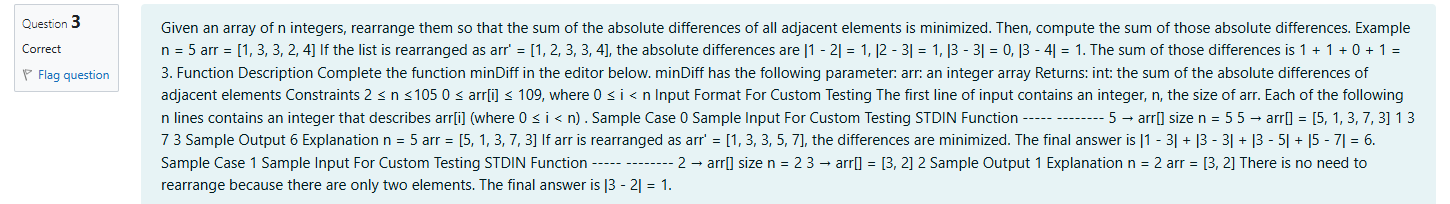 Question 3
Correct
Flag question
Given an array of n integers, rearrange them so that the sum of the absolute differences of all adjacent elements is minimized. Then, compute the sum of those absolute differences. Example
n = 5 arr = [1, 3, 3, 2, 4] If the list is rearranged as arr' = [1, 2, 3, 3, 4], the absolute differences are |1 - 2| = 1, |2 - 3| = 1, |3 - 3| = 0, |3 - 4| = 1. The sum of those differences is 1 + 1 + 0 + 1 =
3. Function Description Complete the function minDiff in the editor below. minDiff has the following parameter: arr: an integer array Returns: int: the sum of the absolute differences of
adjacent elements Constraints 2 ≤ n ≤105 0 ≤ arr[i] ≤ 109, where 0 ≤ i < n Input Format For Custom Testing The first line of input contains an integer, n, the size of arr. Each of the following
n lines contains an integer that describes arr[i] (where 0 ≤ i < n) . Sample Case 0 Sample Input For Custom Testing STDIN Function ----- -------- 5 → arr[] size n = 5 5 → arr[] = [5, 1, 3, 7, 3] 1 3
7 3 Sample Output 6 Explanation n = 5 arr = [5, 1, 3, 7, 3] If arr is rearranged as arr' = [1, 3, 3, 5, 7], the differences are minimized. The final answer is |1 - 3| + |3 - 3| + |3 - 5| + |5 - 7| = 6.
Sample Case 1 Sample Input For Custom Testing STDIN Function ----- -------- 2 → arr[] size n = 2 3 → arr[] = [3, 2] 2 Sample Output 1 Explanation n = 2 arr = [3, 2] There is no need to
rearrange because there are only two elements. The final answer is |3 - 2| = 1.